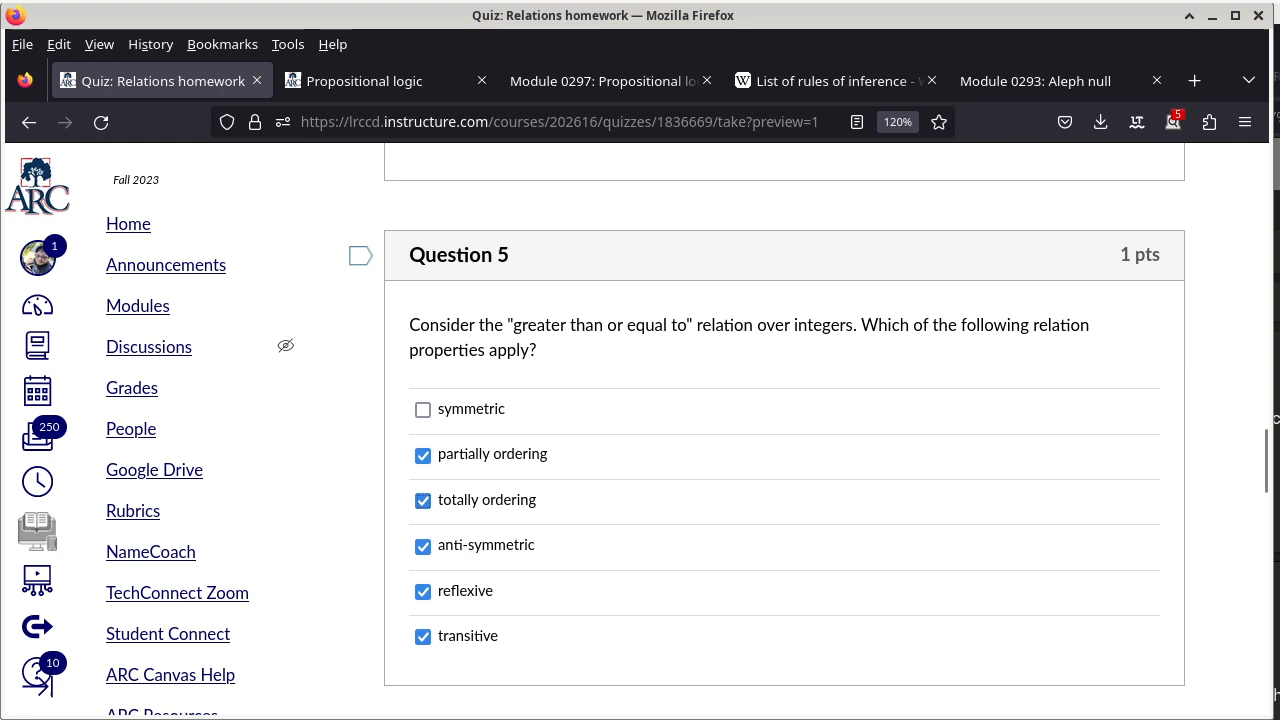 Quiz: Relations homework — Mozilla Firefox
File Edit View History Bookmarks Tools Help
Quiz: Relations homework
Propositional logic
Module 0297: Propositional lo
List of rules of inference -
Module 0293: Aleph null
https://lrccd.instructure.com/courses/202616/quizzes/1836669/take?preview=1
120%
5
ARC
Fall 2023
1
250
10
Home
Announcements
Modules
Discussions
Grades
People
Google Drive
Rubrics
NameCoach
TechConnect Zoom
Student Connect
ARC Canvas Help
ARC Resources
Question 5
1 pts
Consider the "greater than or equal to" relation over integers. Which of the following relation
properties apply?
symmetric
partially ordering
totally ordering
anti-symmetric
reflexive
transitive